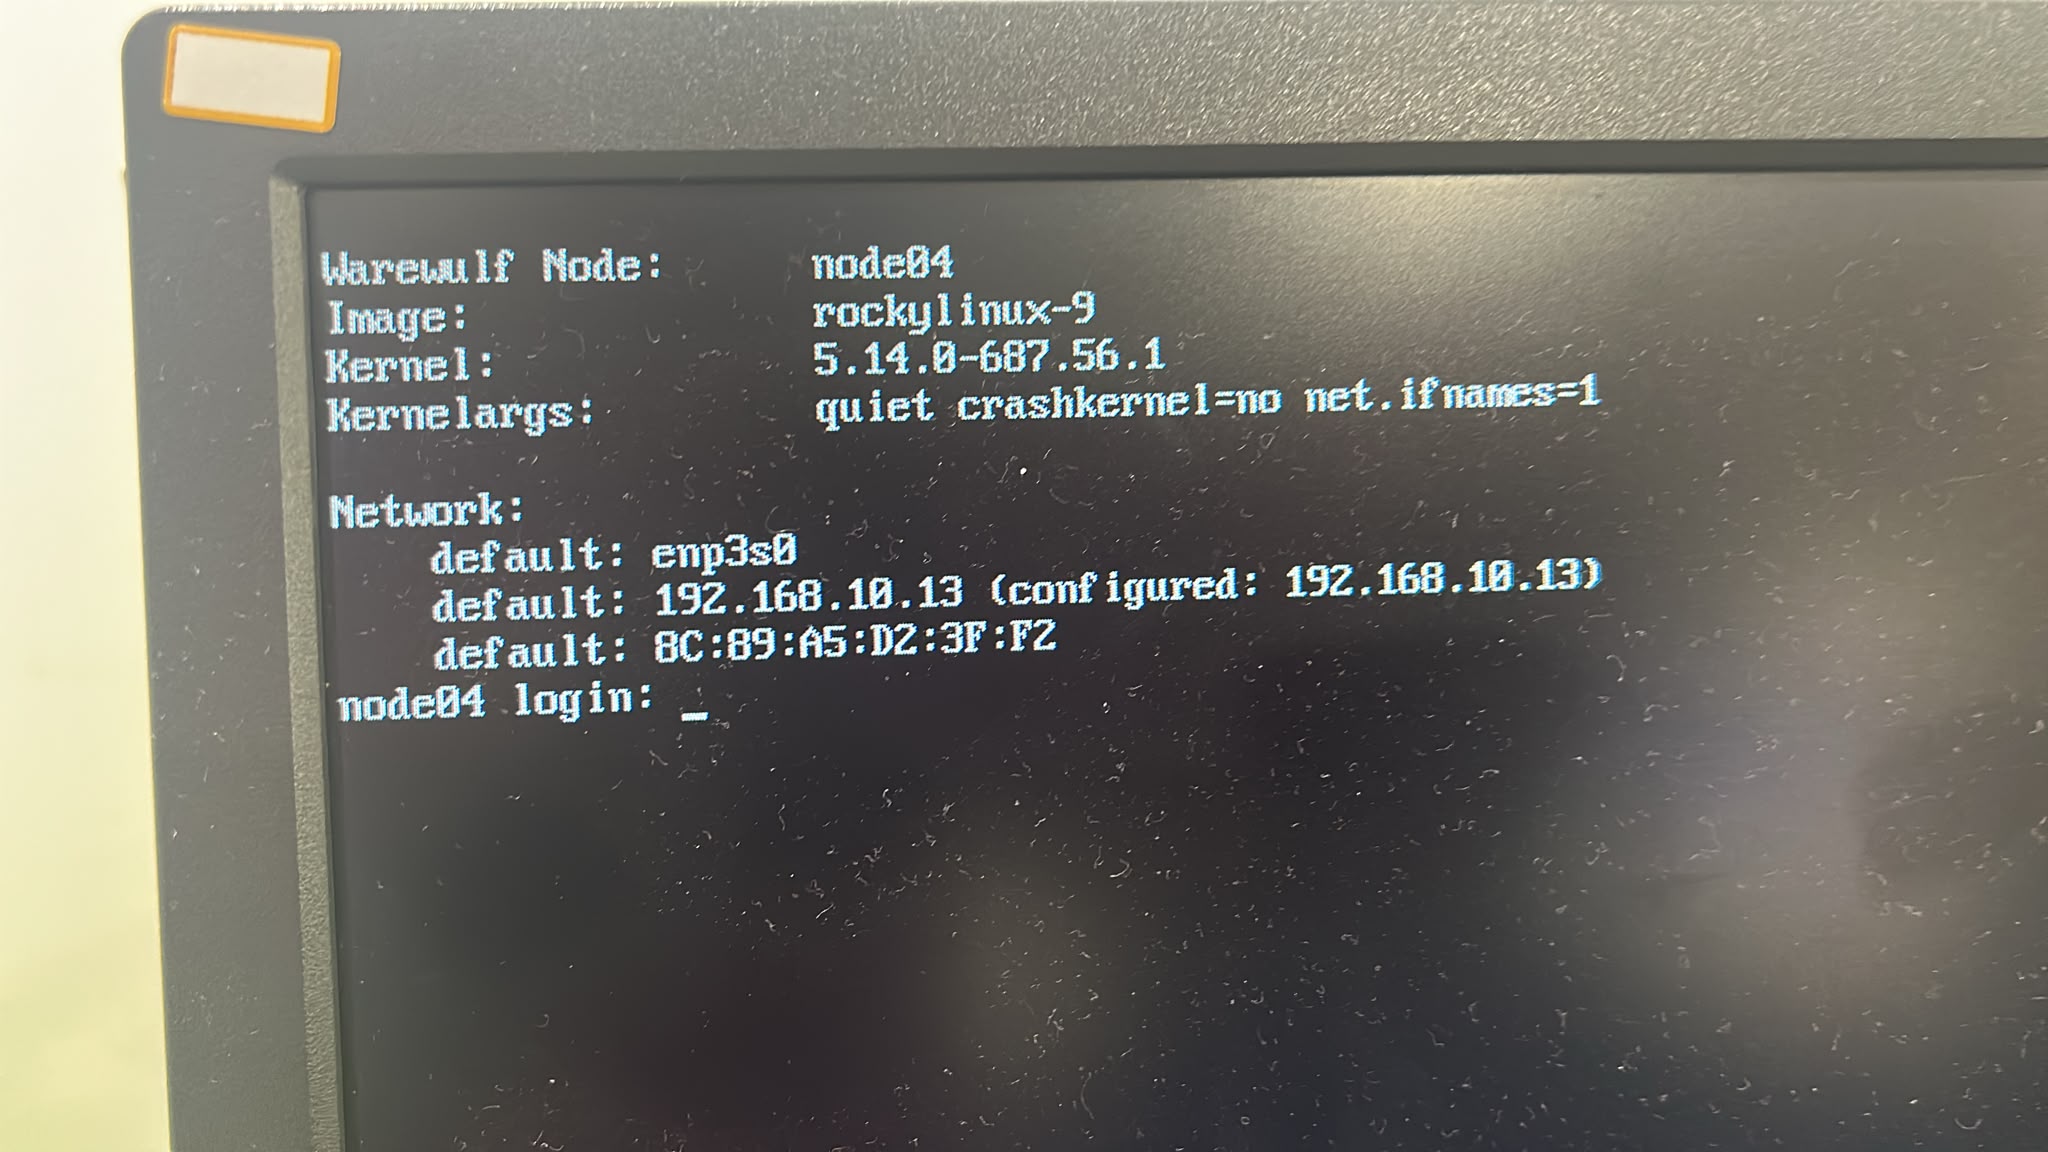 Warewulf Node: node04
Image: rockylinux-9
Kernel: 5.14.0-687.56.1
Kernelargs: quiet crashkernel=no net.ifnames=1
Network:
default: enp3s0
default: 192.168.10.13 (configured: 192.168.10.13)
default: 8C:89:A5:D2:3F:F2
node04 login: _